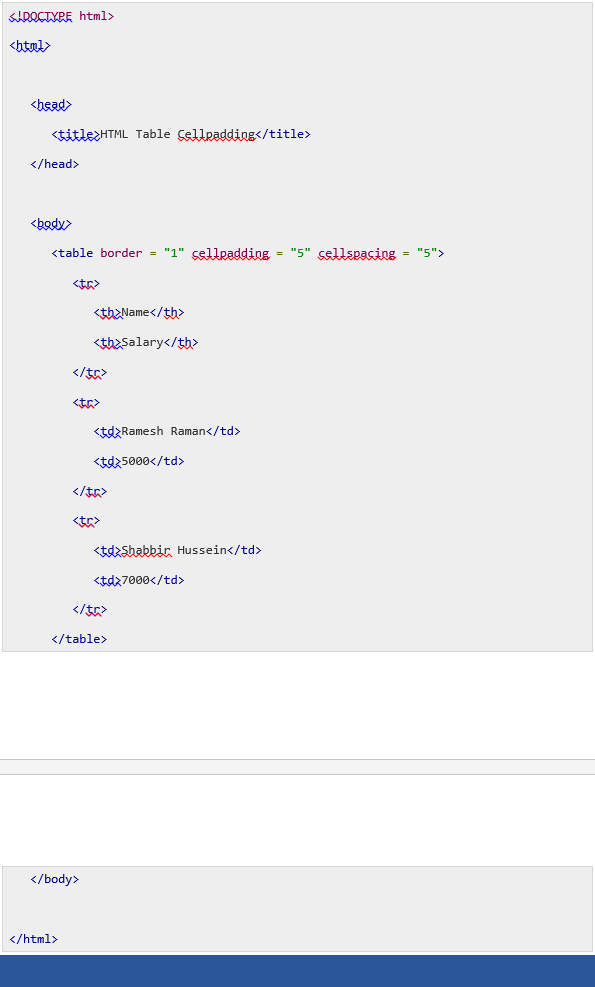 <!DOCTYPE html>
<html>
<head>
<title>HTML Table Cellpadding</title>
</head>
<body>
<table border = "1" cellpadding = "5" cellspacing = "5">
<tr>
<th>Name</th>
<th>Salary</th>
</tr>
<tr>
<td>Ramesh Raman</td>
<td>5000</td>
</tr>
<tr>
<td>Shabbir Hussein</td>
<td>7000</td>
</tr>
</table>
</body>
</html>